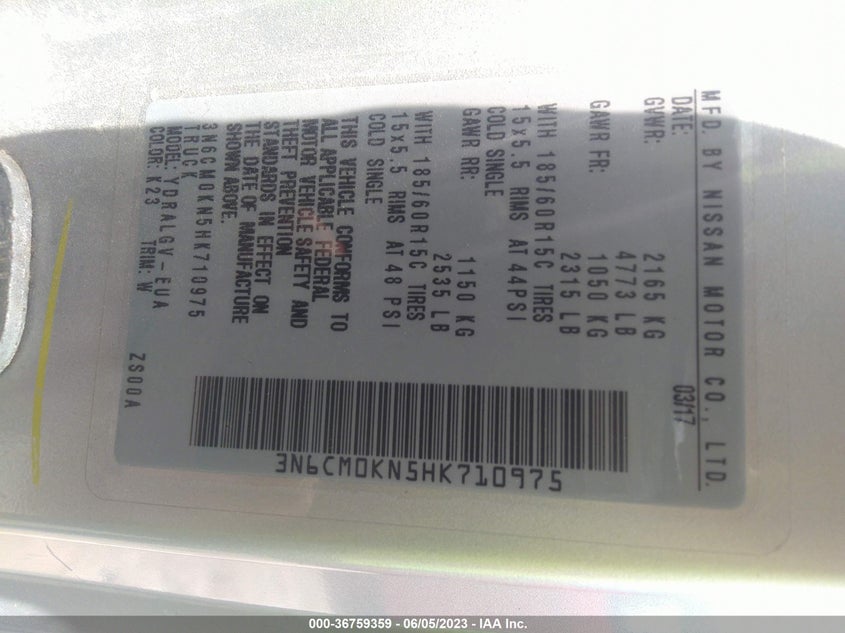 MFD. BY NISSAN MOTOR CO., LTD.
DATE: 03/17
GVWR: 2165 KG
4773 LB
GAWR FR: 1050 KG
2315 LB
WITH 185/60R15C TIRES
15x5.5 RIMS AT 44PSI
COLD SINGLE
GAWR RR: 1150 KG
2535 LB
WITH 185/60R15C TIRES
15x5.5 RIMS AT 48 PSI
COLD SINGLE
THIS VEHICLE CONFORMS TO
ALL APPLICABLE FEDERAL
MOTOR VEHICLE SAFETY AND
THEFT PREVENTION
STANDARDS IN EFFECT ON
THE DATE OF MANUFACTURE
SHOWN ABOVE.
3N6CM0KN5HK710975
TRUCK
MODEL: YDRALGV-EUA
COLOR: K23 TRIM: W ZS00A
3N6CM0KN5HK710975
000-36759359 - 06/05/2023 - IAA Inc.